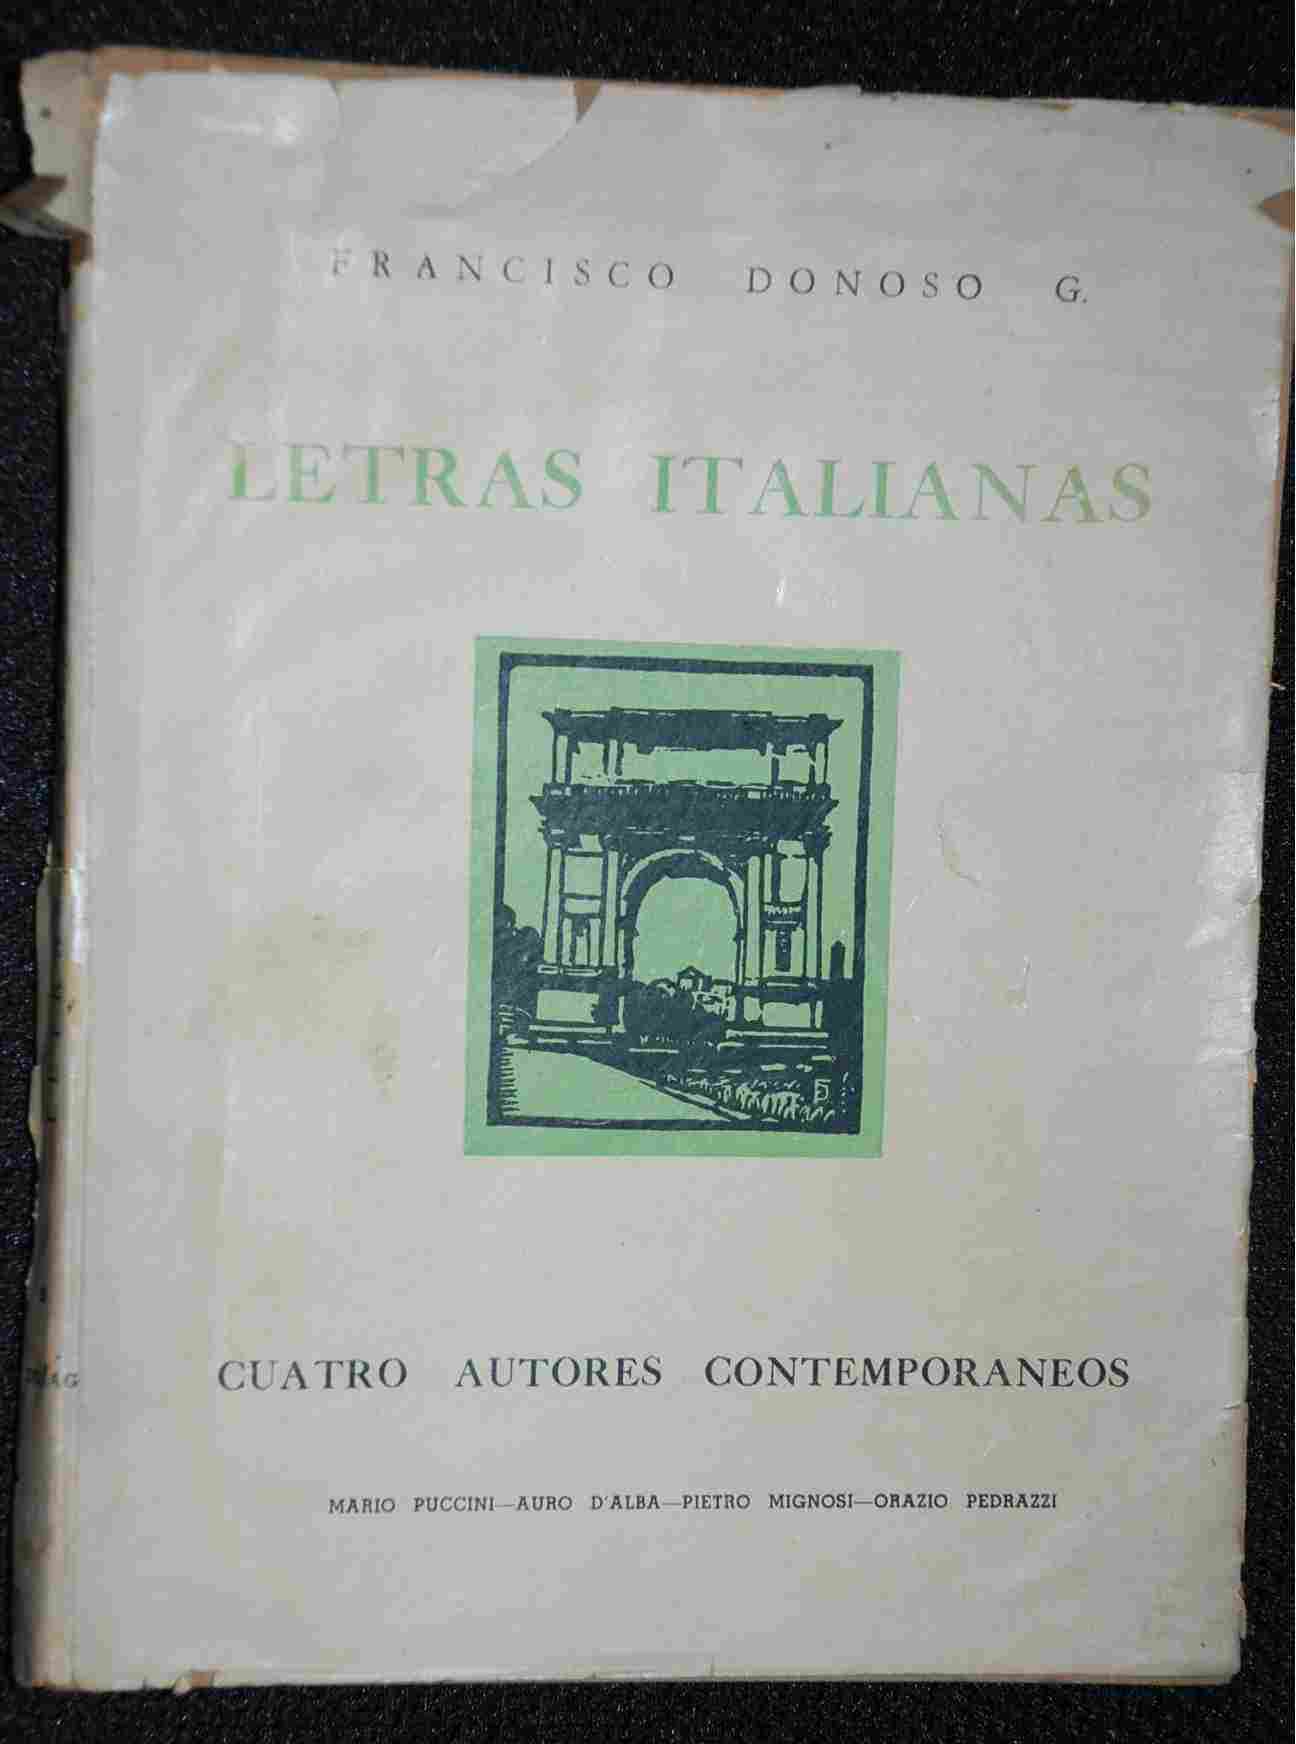 FRANCISCO DONOSO G.
LETRAS ITALIANAS
CUATRO AUTORES CONTEMPORANEOS
MARIO PUCCINI—AURO D'ALBA—PIETRO MIGNOSI—ORAZIO PEDRAZZI